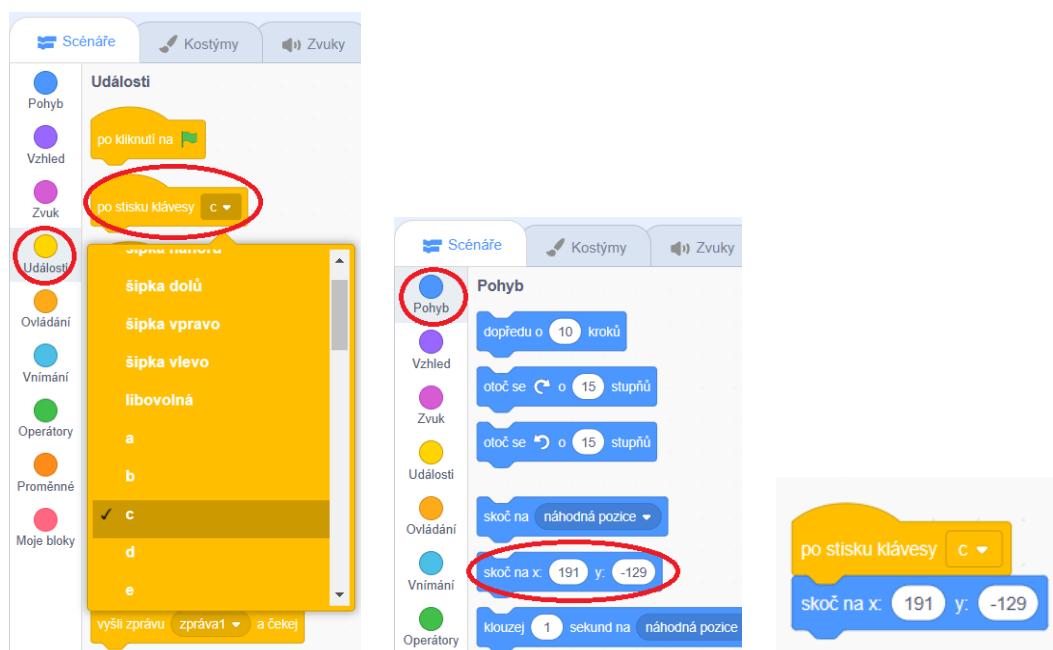 Scénáře Kostýmy Zvuky
Události
Pohyb
po kliknutí na
Vzhled
Zvuk
po stisku klávesy c
Události
šipka nahoru
šipka dolů
Ovládání
šipka vpravo
Vnímání
šipka vlevo
libovolná
Operátory
a
b
Proměnné
✓ c
Moje bloky
d
e
vyšli zprávu zpráva1 a čekej
Scénáře Kostýmy Zvuky
Pohyb
Pohyb
dopředu o 10 kroků
Vzhled
otoč se o 15 stupňů
Zvuk
otoč se o 15 stupňů
Události
skoč na náhodná pozice
Ovládání
skoč na x: 191 y: -129
Vnímání
klouzej 1 sekund na náhodná pozice
Operátory
po stisku klávesy c
skoč na x: 191 y: -129